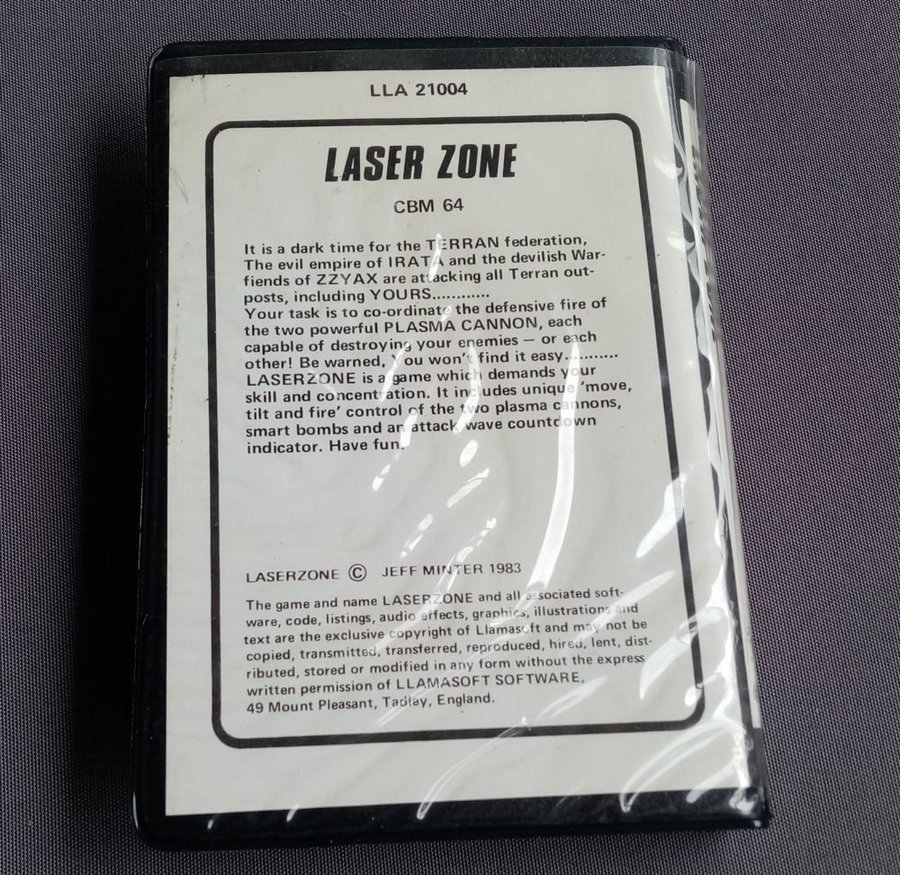 LLA 21004
LASER ZONE
CBM 64
It is a dark time for the TERRAN federation,
The evil empire of IRATA and the devilish War-
fiends of ZZYAX are attacking all Terran out-
posts, including YOURS............
Your task is to co-ordinate the defensive fire of
the two powerful PLASMA CANNON, each
capable of destroying your enemies — or each
other! Be warned, You won't find it easy...........
LASERZONE is a game which demands your
skill and concentration. It includes unique 'move,
tilt and fire' control of the two plasma cannons,
smart bombs and an attack wave countdown
indicator. Have fun.
LASERZONE © JEFF MINTER 1983
The game and name LASERZONE and all associated soft-
ware, code, listings, audio effects, graphics, illustrations and
text are the exclusive copyright of Llamasoft and may not be
copied, transmitted, transferred, reproduced, hired, lent, dist-
ributed, stored or modified in any form without the express
written permission of LLAMASOFT SOFTWARE,
49 Mount Pleasant, Tadley, England.